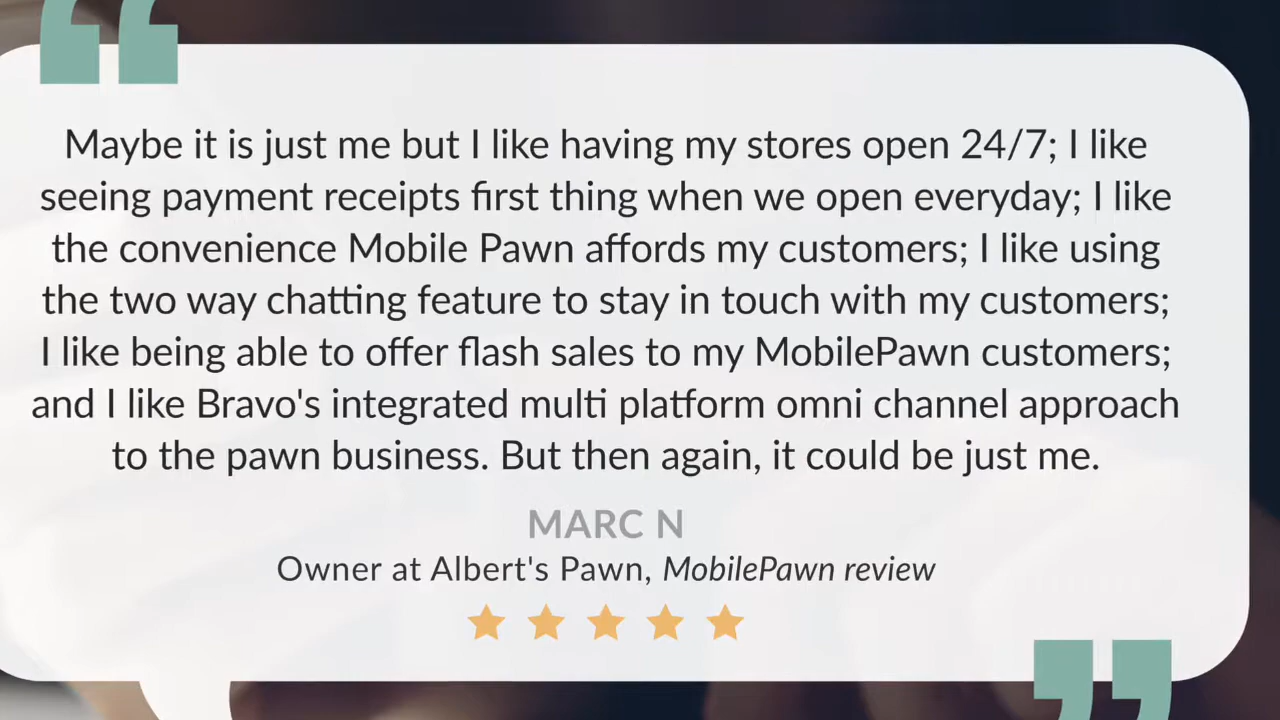 Maybe it is just me but I like having my stores open 24/7; I like
seeing payment receipts first thing when we open everyday; I like
the convenience Mobile Pawn affords my customers; I like using
the two way chatting feature to stay in touch with my customers;
I like being able to offer flash sales to my MobilePawn customers;
and I like Bravo's integrated multi platform omni channel approach
to the pawn business. But then again, it could be just me.
MARC N
Owner at Albert's Pawn, MobilePawn review